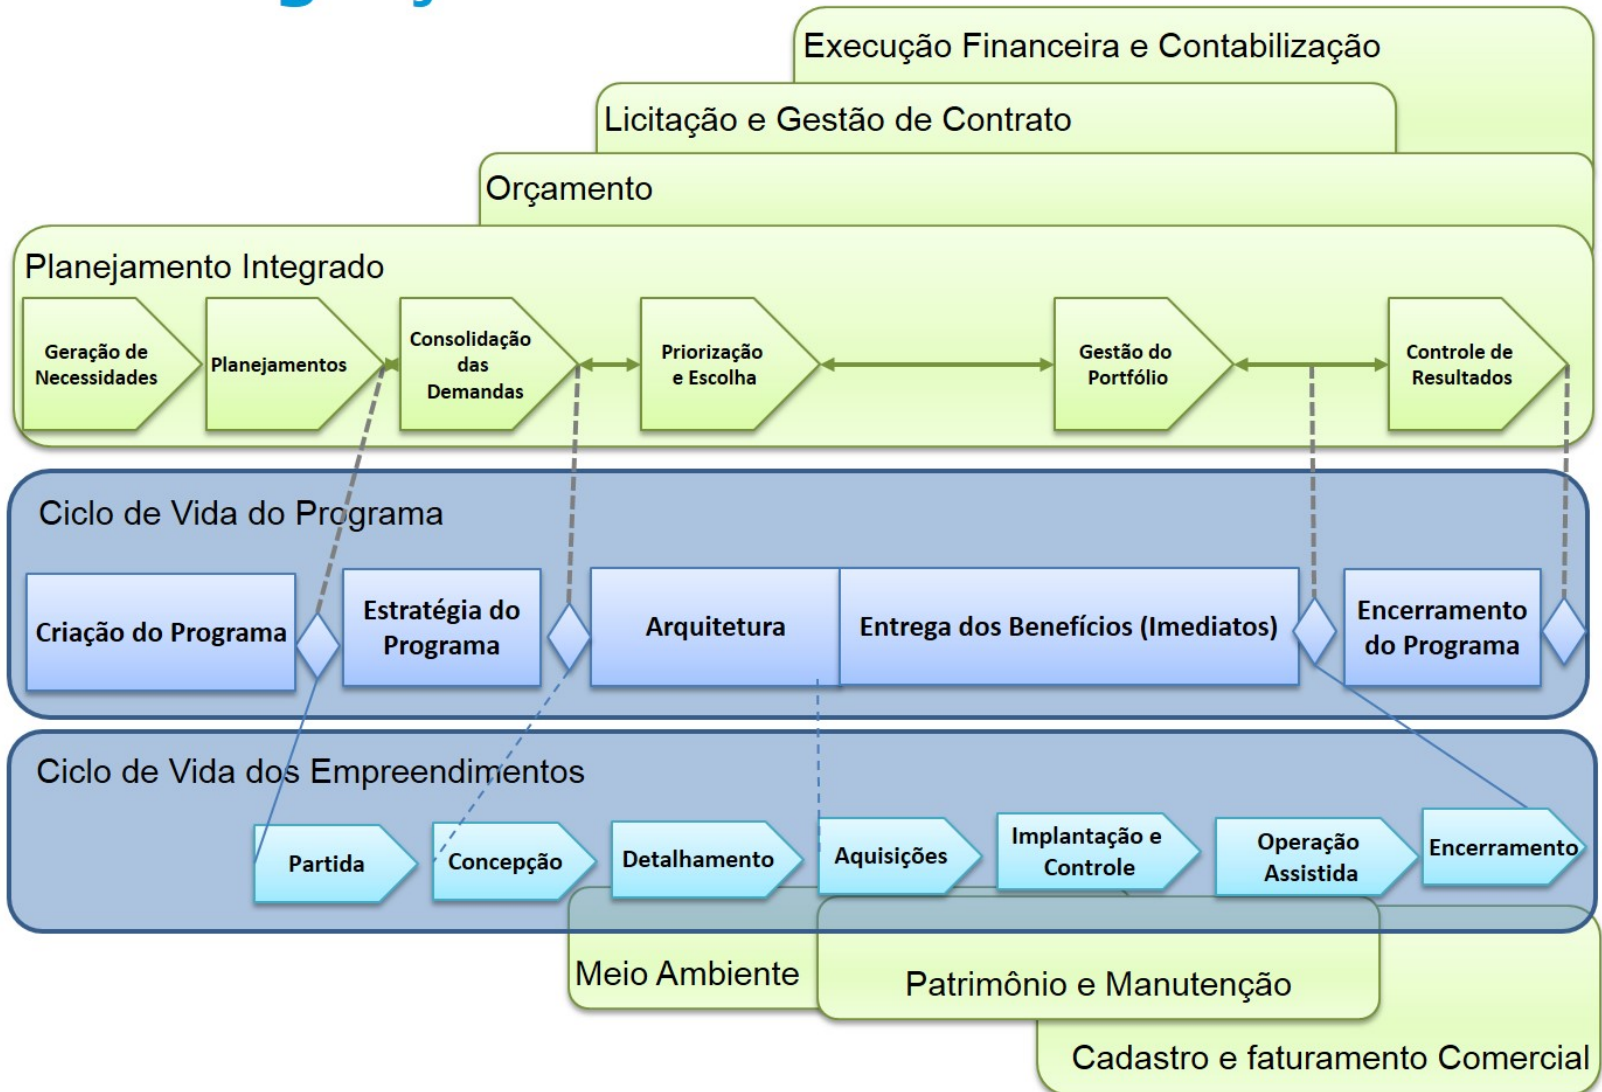 Execução Financeira e Contabilização
Licitação e Gestão de Contrato
Orçamento
Planejamento Integrado
Geração de
Necessidades
Planejamentos
Consolidação
das
Demandas
Priorização
e Escolha
Gestão do
Portfólio
Controle de
Resultados
Ciclo de Vida do Programa
Criação do Programa
Estratégia do
Programa
Arquitetura
Entrega dos Benefícios (Imediatos)
Encerramento
do Programa
Ciclo de Vida dos Empreendimentos
Partida
Concepção
Detalhamento
Aquisições
Implantação e
Controle
Operação
Assistida
Encerramento
Meio Ambiente
Patrimônio e Manutenção
Cadastro e faturamento Comercial